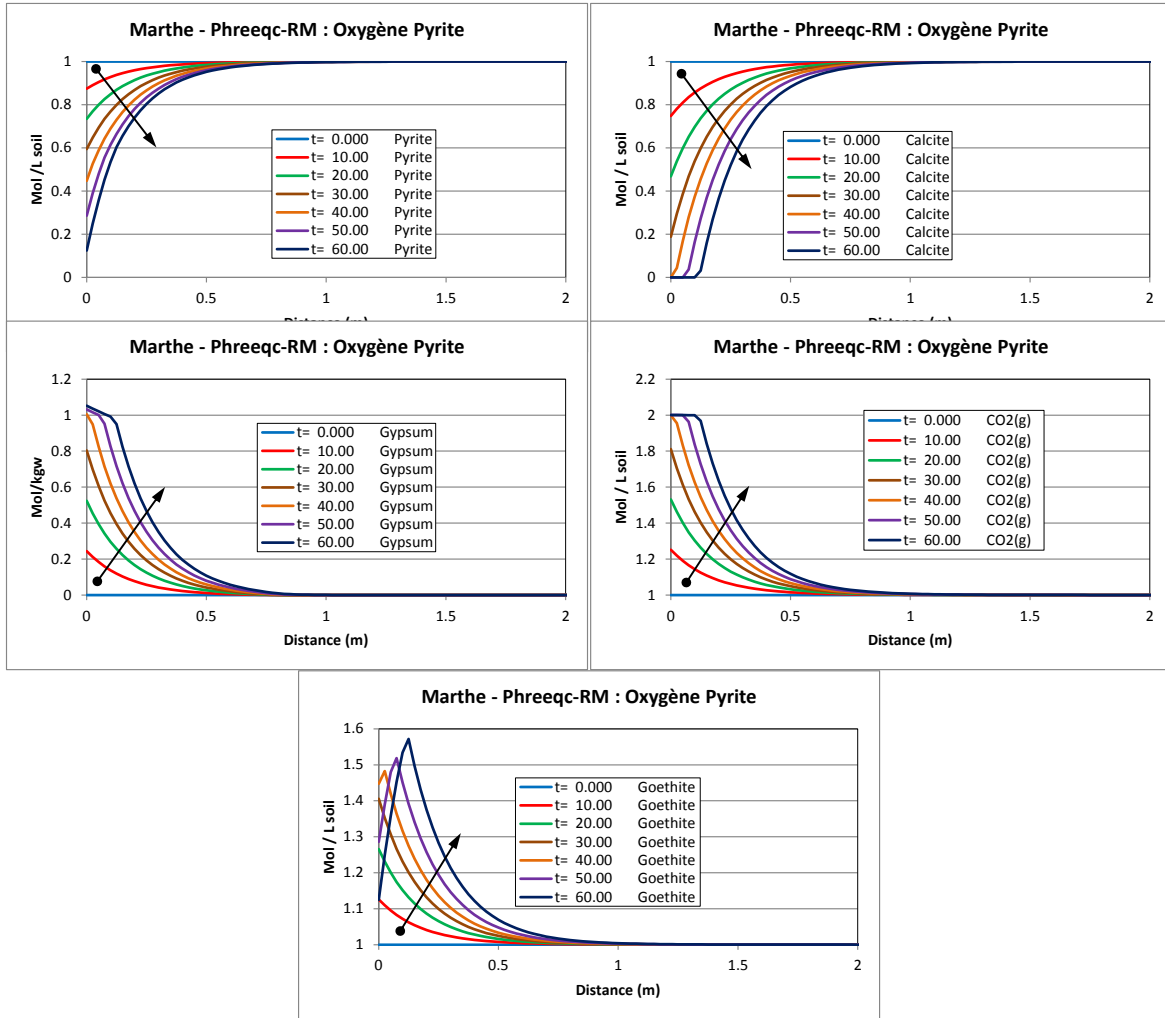 Marthe - Phreeqc-RM : Oxygène Pyrite
Mol / L soil
1
0.8
0.6
0.4
0.2
0
t= 0.000 Pyrite
t= 10.00 Pyrite
t= 20.00 Pyrite
t= 30.00 Pyrite
t= 40.00 Pyrite
t= 50.00 Pyrite
t= 60.00 Pyrite
0 0.5 1 1.5 2
Distance (m)
Marthe - Phreeqc-RM : Oxygène Pyrite
Mol / L soil
1
0.8
0.6
0.4
0.2
0
t= 0.000 Calcite
t= 10.00 Calcite
t= 20.00 Calcite
t= 30.00 Calcite
t= 40.00 Calcite
t= 50.00 Calcite
t= 60.00 Calcite
0 0.5 1 1.5 2
Distance (m)
Marthe - Phreeqc-RM : Oxygène Pyrite
Mol/kgw
1.2
1
0.8
0.6
0.4
0.2
0
t= 0.000 Gypsum
t= 10.00 Gypsum
t= 20.00 Gypsum
t= 30.00 Gypsum
t= 40.00 Gypsum
t= 50.00 Gypsum
t= 60.00 Gypsum
0 0.5 1 1.5 2
Distance (m)
Marthe - Phreeqc-RM : Oxygène Pyrite
Mol / L soil
2.2
2
1.8
1.6
1.4
1.2
1
t= 0.000 CO2(g)
t= 10.00 CO2(g)
t= 20.00 CO2(g)
t= 30.00 CO2(g)
t= 40.00 CO2(g)
t= 50.00 CO2(g)
t= 60.00 CO2(g)
0 0.5 1 1.5 2
Distance (m)
Marthe - Phreeqc-RM : Oxygène Pyrite
Mol / L soil
1.6
1.5
1.4
1.3
1.2
1.1
1
t= 0.000 Goethite
t= 10.00 Goethite
t= 20.00 Goethite
t= 30.00 Goethite
t= 40.00 Goethite
t= 50.00 Goethite
t= 60.00 Goethite
0 0.5 1 1.5 2
Distance (m)